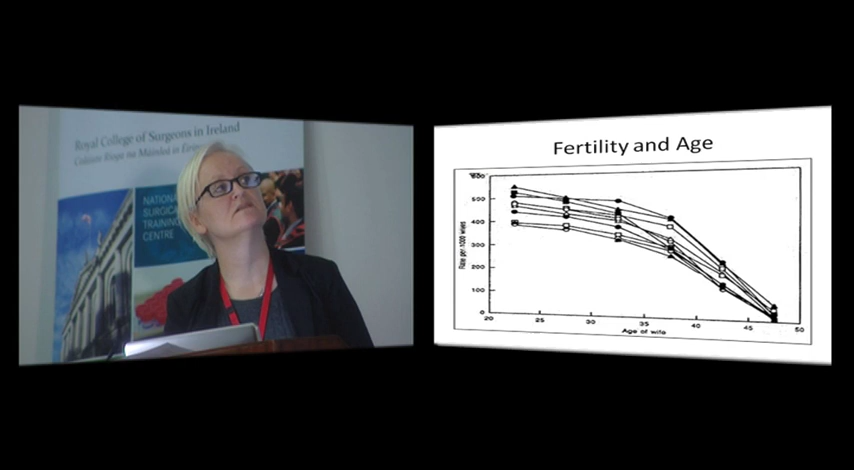 Royal College of Surgeons in Ireland
Coláiste Ríoga na Máinleá in Éirinn
NATIONAL
SURGICAL
TRAINING
CENTRE
Fertility and Age
600
500
400
300
200
100
0
Rate per 1000 wives
20 25 30 35 40 45 50
Age of wife